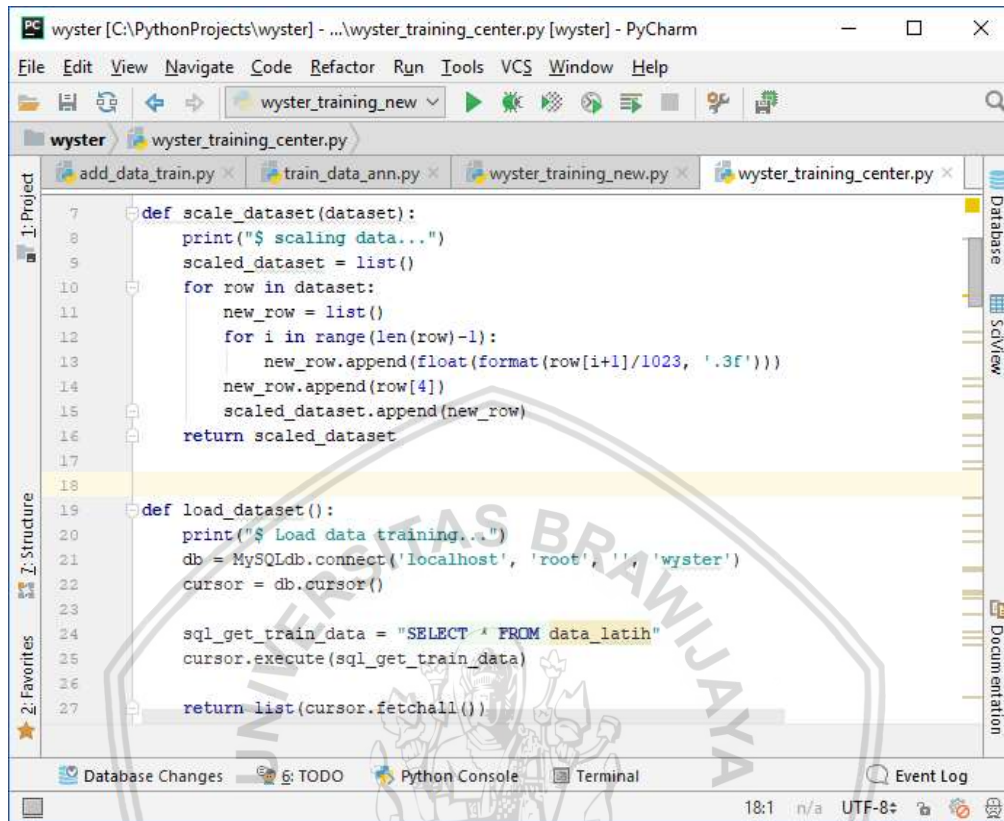 PC wyster [C:\PythonProjects\wyster] - ...\wyster_training_center.py [wyster] - PyCharm
File Edit View Navigate Code Refactor Run Tools VCS Window Help
wyster_training_new
wyster wyster_training_center.py
add_data_train.py train_data_ann.py wyster_training_new.py wyster_training_center.py
1: Project
7: Structure
2: Favorites
7 def scale_dataset(dataset):
8 print("$ scaling data...")
9 scaled_dataset = list()
10 for row in dataset:
11 new_row = list()
12 for i in range(len(row)-1):
13 new_row.append(float(format(row[i+1]/1023, '.3f')))
14 new_row.append(row[4])
15 scaled_dataset.append(new_row)
16 return scaled_dataset
17
18
19 def load_dataset():
20 print("$ Load data training...")
21 db = MySQLdb.connect('localhost', 'root', '', 'wyster')
22 cursor = db.cursor()
23
24 sql_get_train_data = "SELECT * FROM data_latih"
25 cursor.execute(sql_get_train_data)
26
27 return list(cursor.fetchall())
Database
SciView
Documentation
UNIVERSITAS BRAWIJAYA
Database Changes 6: TODO Python Console Terminal Event Log
18:1 n/a UTF-8